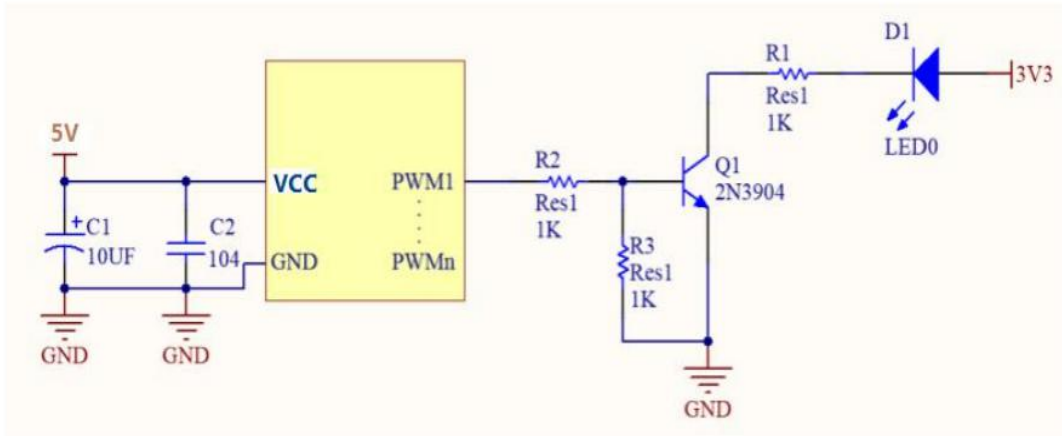 5V
+
C1
10UF
C2
104
GND
GND
VCC
GND
PWM1
PWMn
R2
Res1
1K
R3
Res1
1K
Q1
2N3904
GND
R1
Res1
1K
D1
LED0
3V3